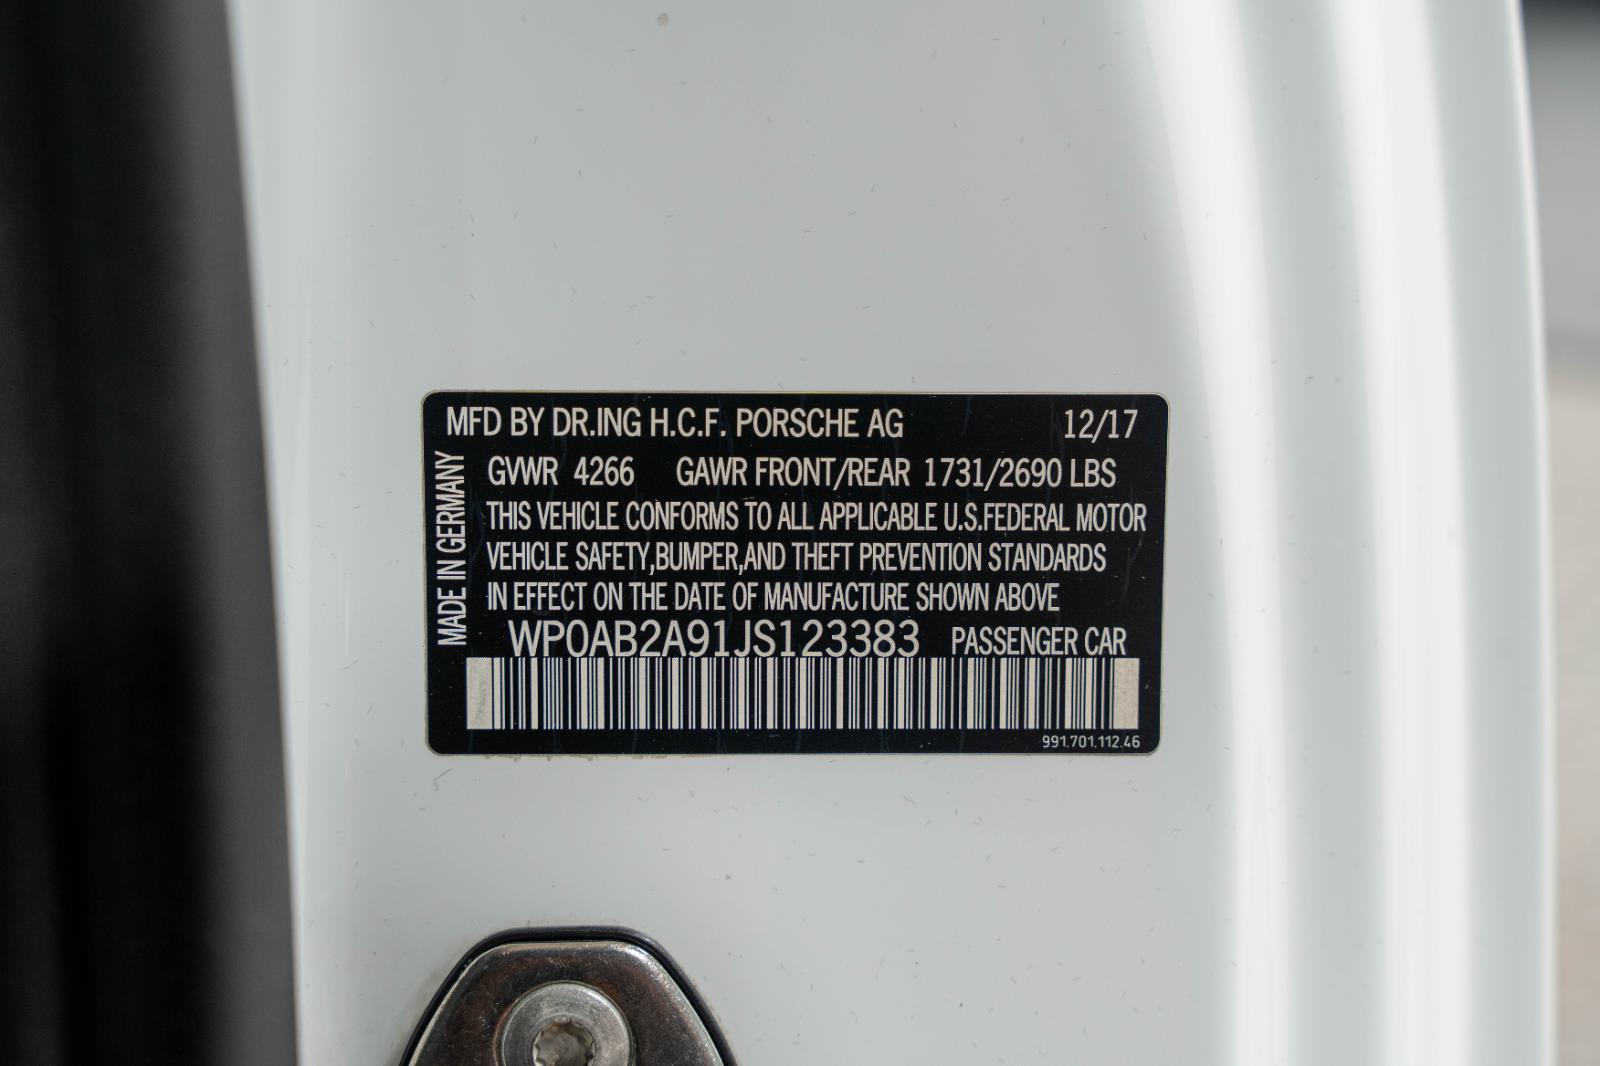 MFD BY DR.ING H.C.F. PORSCHE AG 12/17
MADE IN GERMANY
GVWR 4266 GAWR FRONT/REAR 1731/2690 LBS
THIS VEHICLE CONFORMS TO ALL APPLICABLE U.S.FEDERAL MOTOR
VEHICLE SAFETY,BUMPER,AND THEFT PREVENTION STANDARDS
IN EFFECT ON THE DATE OF MANUFACTURE SHOWN ABOVE
WP0AB2A91JS123383 PASSENGER CAR
991.701.112.46